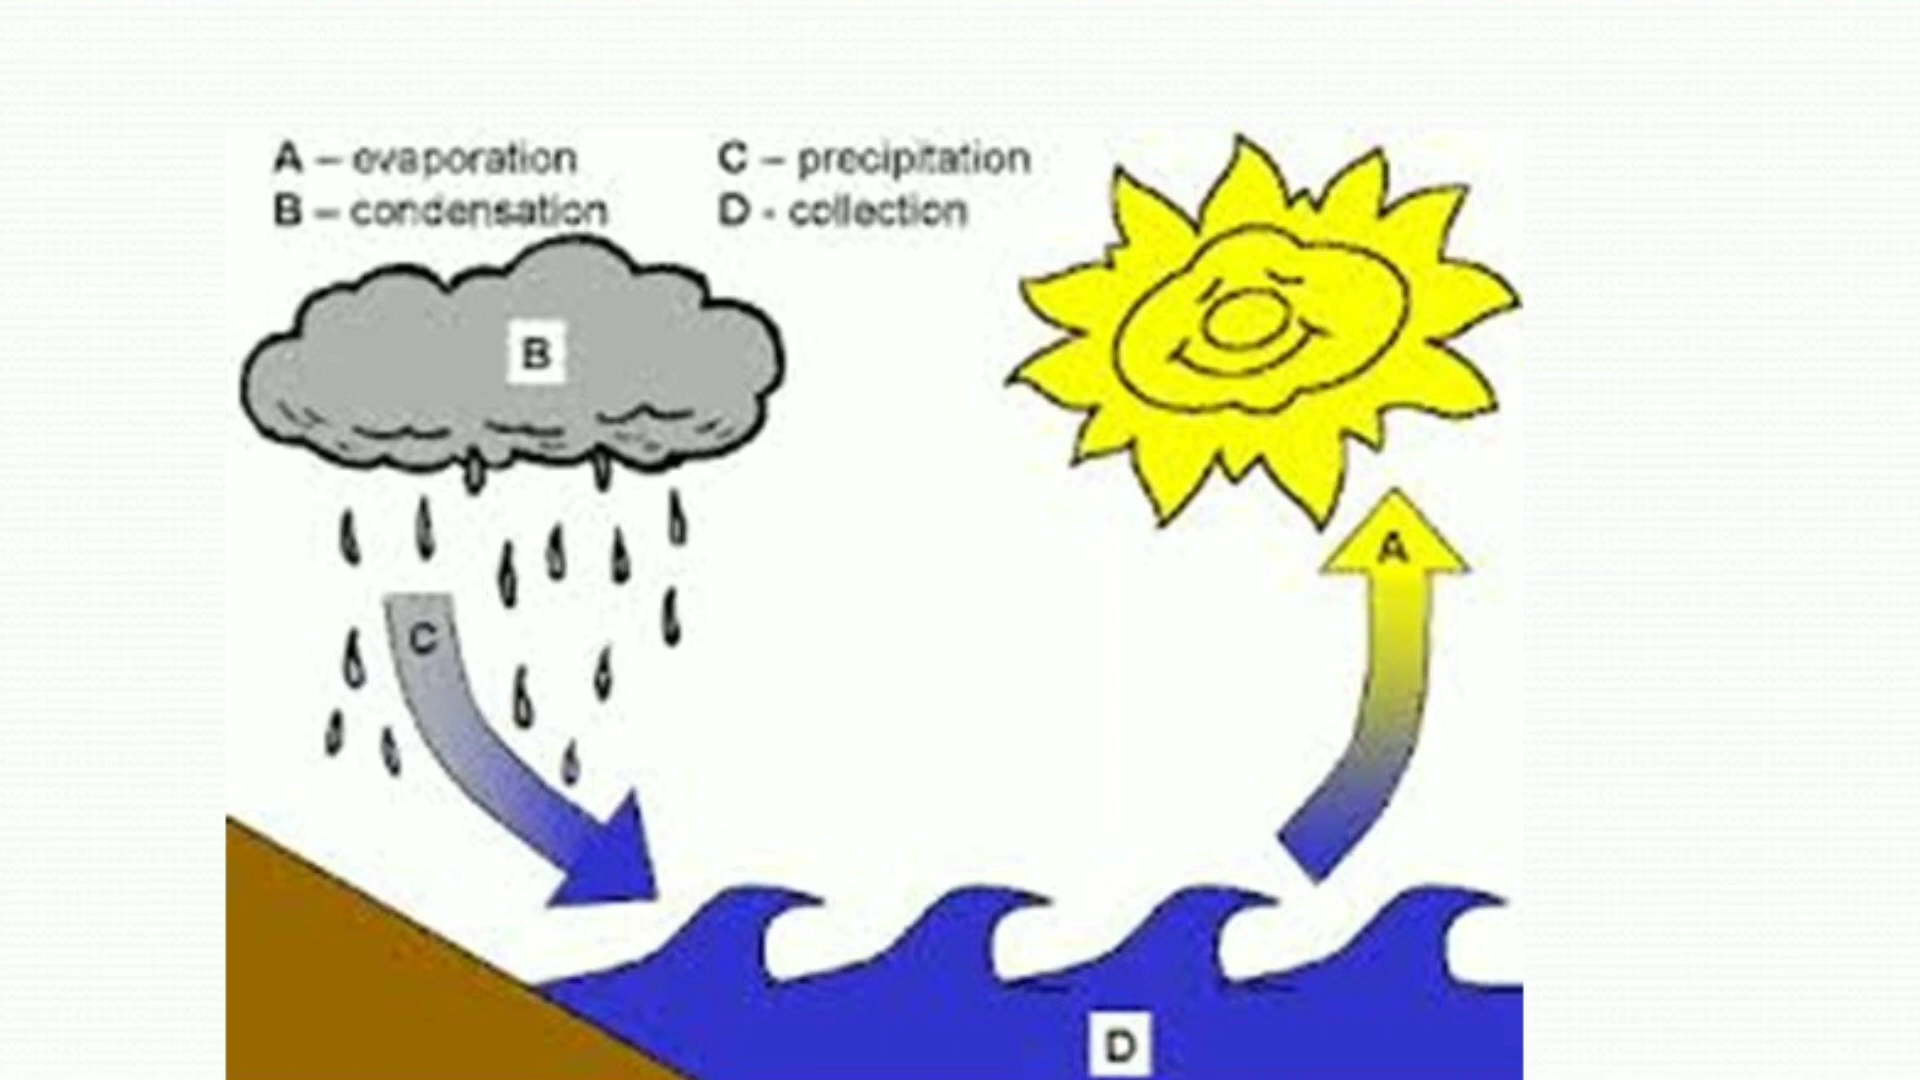 A – evaporation
B – condensation
C – precipitation
D - collection
B
A
C
D